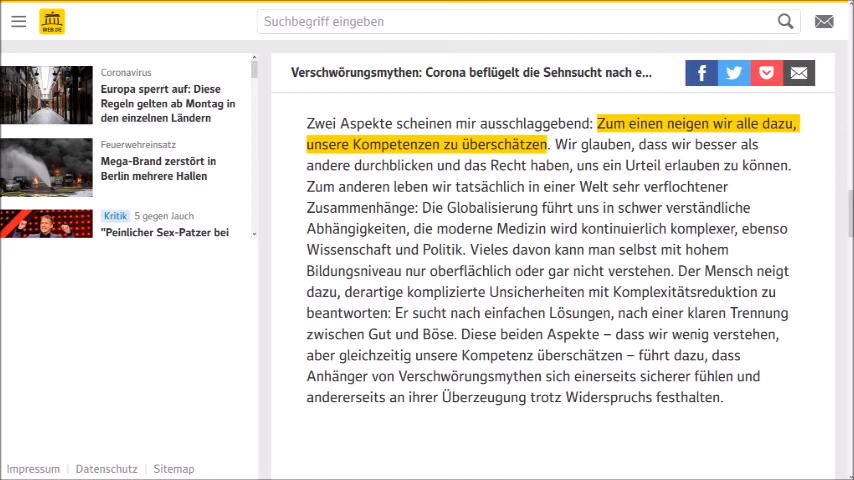 WEB.DE
Suchbegriff eingeben
Coronavirus
Europa sperrt auf: Diese
Regeln gelten ab Montag in
den einzelnen Ländern
Feuerwehreinsatz
Mega-Brand zerstört in
Berlin mehrere Hallen
Kritik 5 gegen Jauch
"Peinlicher Sex-Patzer bei
Impressum | Datenschutz | Sitemap
Verschwörungsmythen: Corona beflügelt die Sehnsucht nach e...
Zwei Aspekte scheinen mir ausschlaggebend: Zum einen neigen wir alle dazu,
unsere Kompetenzen zu überschätzen. Wir glauben, dass wir besser als
andere durchblicken und das Recht haben, uns ein Urteil erlauben zu können.
Zum anderen leben wir tatsächlich in einer Welt sehr verflochtener
Zusammenhänge: Die Globalisierung führt uns in schwer verständliche
Abhängigkeiten, die moderne Medizin wird kontinuierlich komplexer, ebenso
Wissenschaft und Politik. Vieles davon kann man selbst mit hohem
Bildungsniveau nur oberflächlich oder gar nicht verstehen. Der Mensch neigt
dazu, derartige komplizierte Unsicherheiten mit Komplexitätsreduktion zu
beantworten: Er sucht nach einfachen Lösungen, nach einer klaren Trennung
zwischen Gut und Böse. Diese beiden Aspekte – dass wir wenig verstehen,
aber gleichzeitig unsere Kompetenz überschätzen – führt dazu, dass
Anhänger von Verschwörungsmythen sich einerseits sicherer fühlen und
andererseits an ihrer Überzeugung trotz Widerspruchs festhalten.